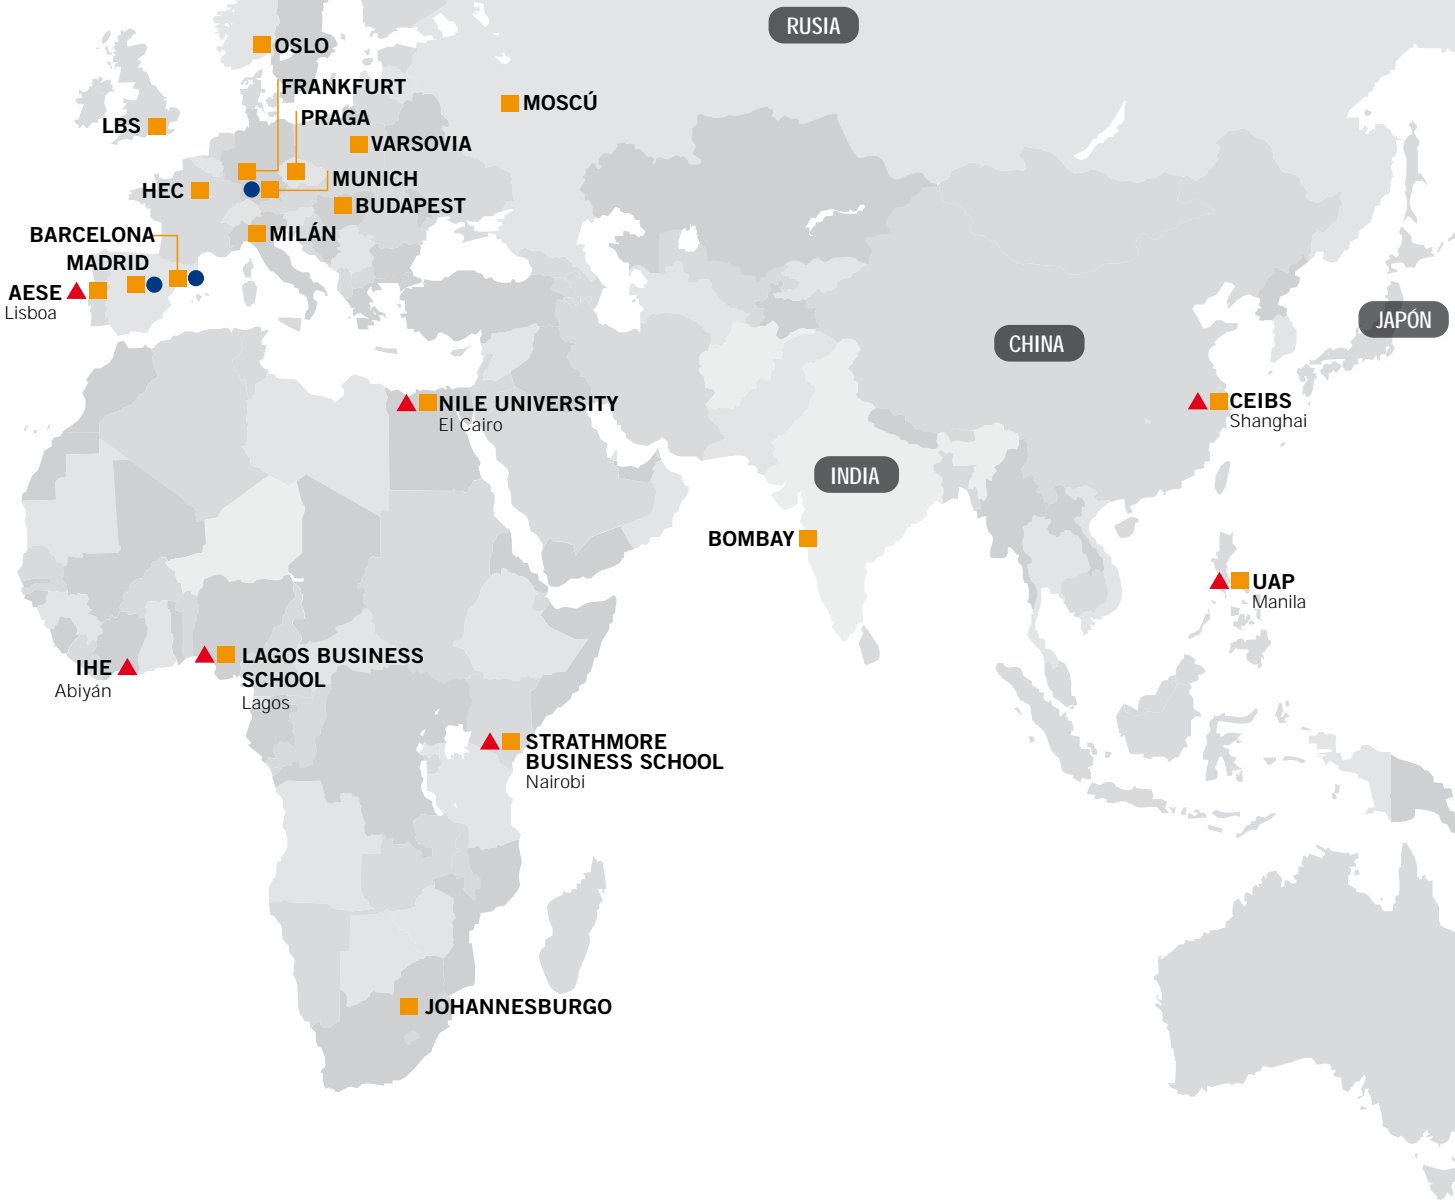 RUSIA
OSLO
FRANKFURT
MOSCÚ
PRAGA
LBS
VARSOVIA
MUNICH
HEC
BUDAPEST
BARCELONA
MILÁN
MADRID
AESE
Lisboa
JAPÓN
CHINA
NILE UNIVERSITY
El Cairo
CEIBS
Shanghai
INDIA
BOMBAY
UAP
Manila
IHE
Abiyán
LAGOS BUSINESS
SCHOOL
Lagos
STRATHMORE
BUSINESS SCHOOL
Nairobi
JOHANNESBURGO